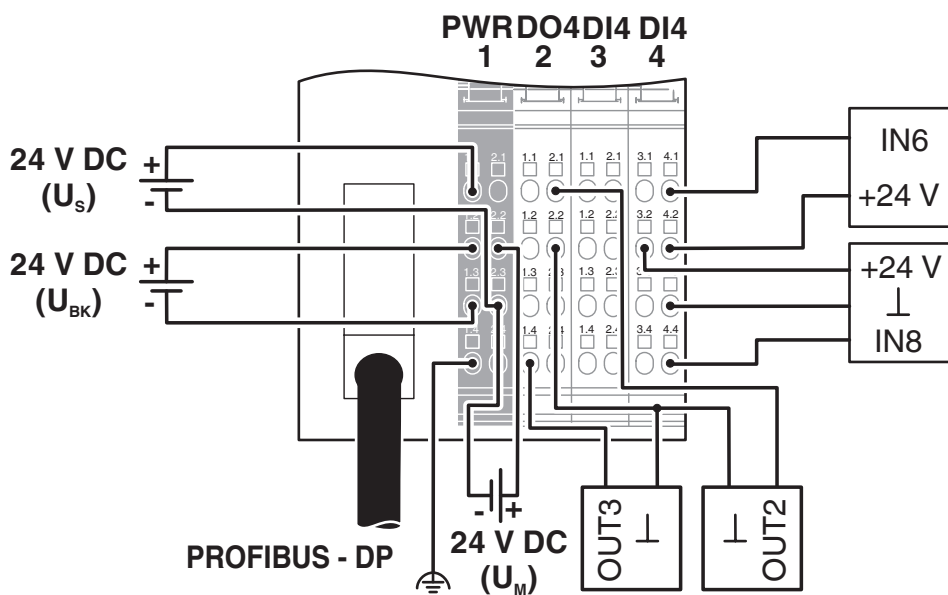 PWR DO4 DI4 DI4
1 2 3 4
24 V DC
(US)
+
-
24 V DC
(UBK)
+
-
2.1 1.1 2.1 1.1 2.1 3.1 4.1
1.2 2.2 1.2 2.2 1.2 2.2 3.2 4.2
1.3 2.3 1.3 2.3 1.3 2.3
1.4 1.4 2.4 1.4 2.4 3.4 4.4
IN6
+24 V
+24 V
⊥
IN8
PROFIBUS - DP
- +
24 V DC
(UM)
OUT3 ⊥
⊥ OUT2